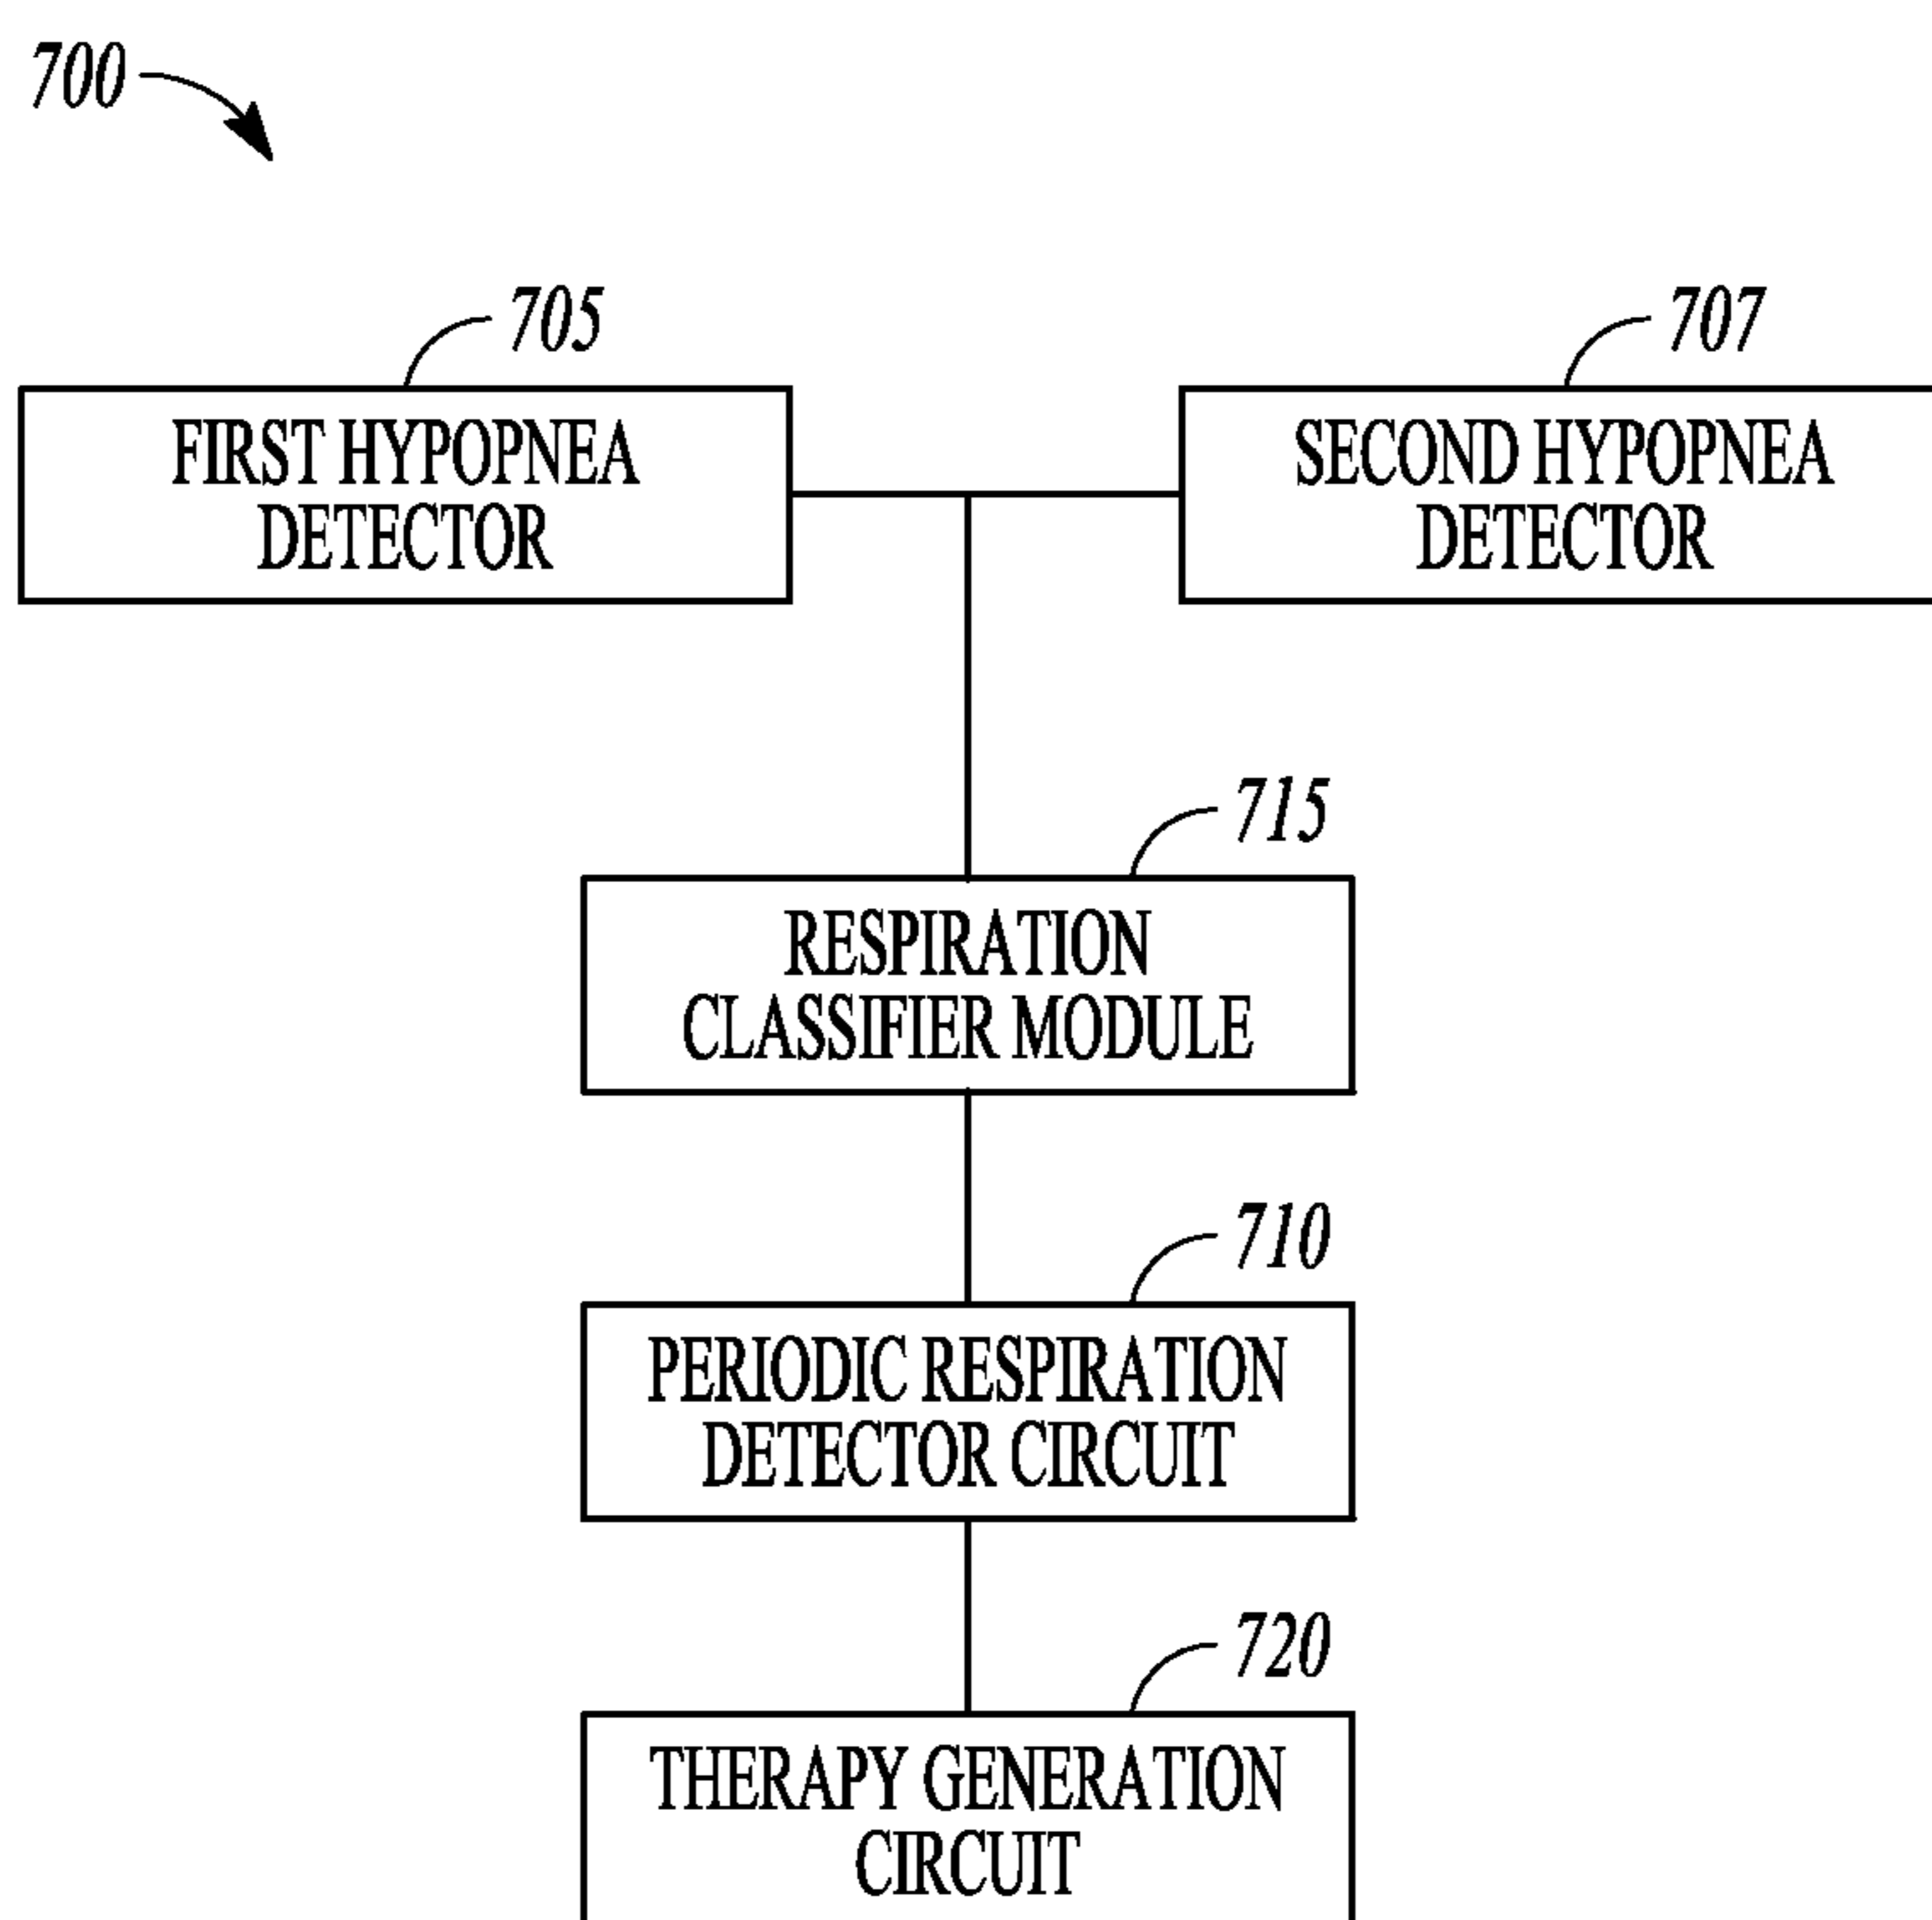 700
705
707
FIRST HYPOPNEA
DETECTOR
SECOND HYPOPNEA
DETECTOR
715
RESPIRATION
CLASSIFIER MODULE
710
PERIODIC RESPIRATION
DETECTOR CIRCUIT
720
THERAPY GENERATION
CIRCUIT